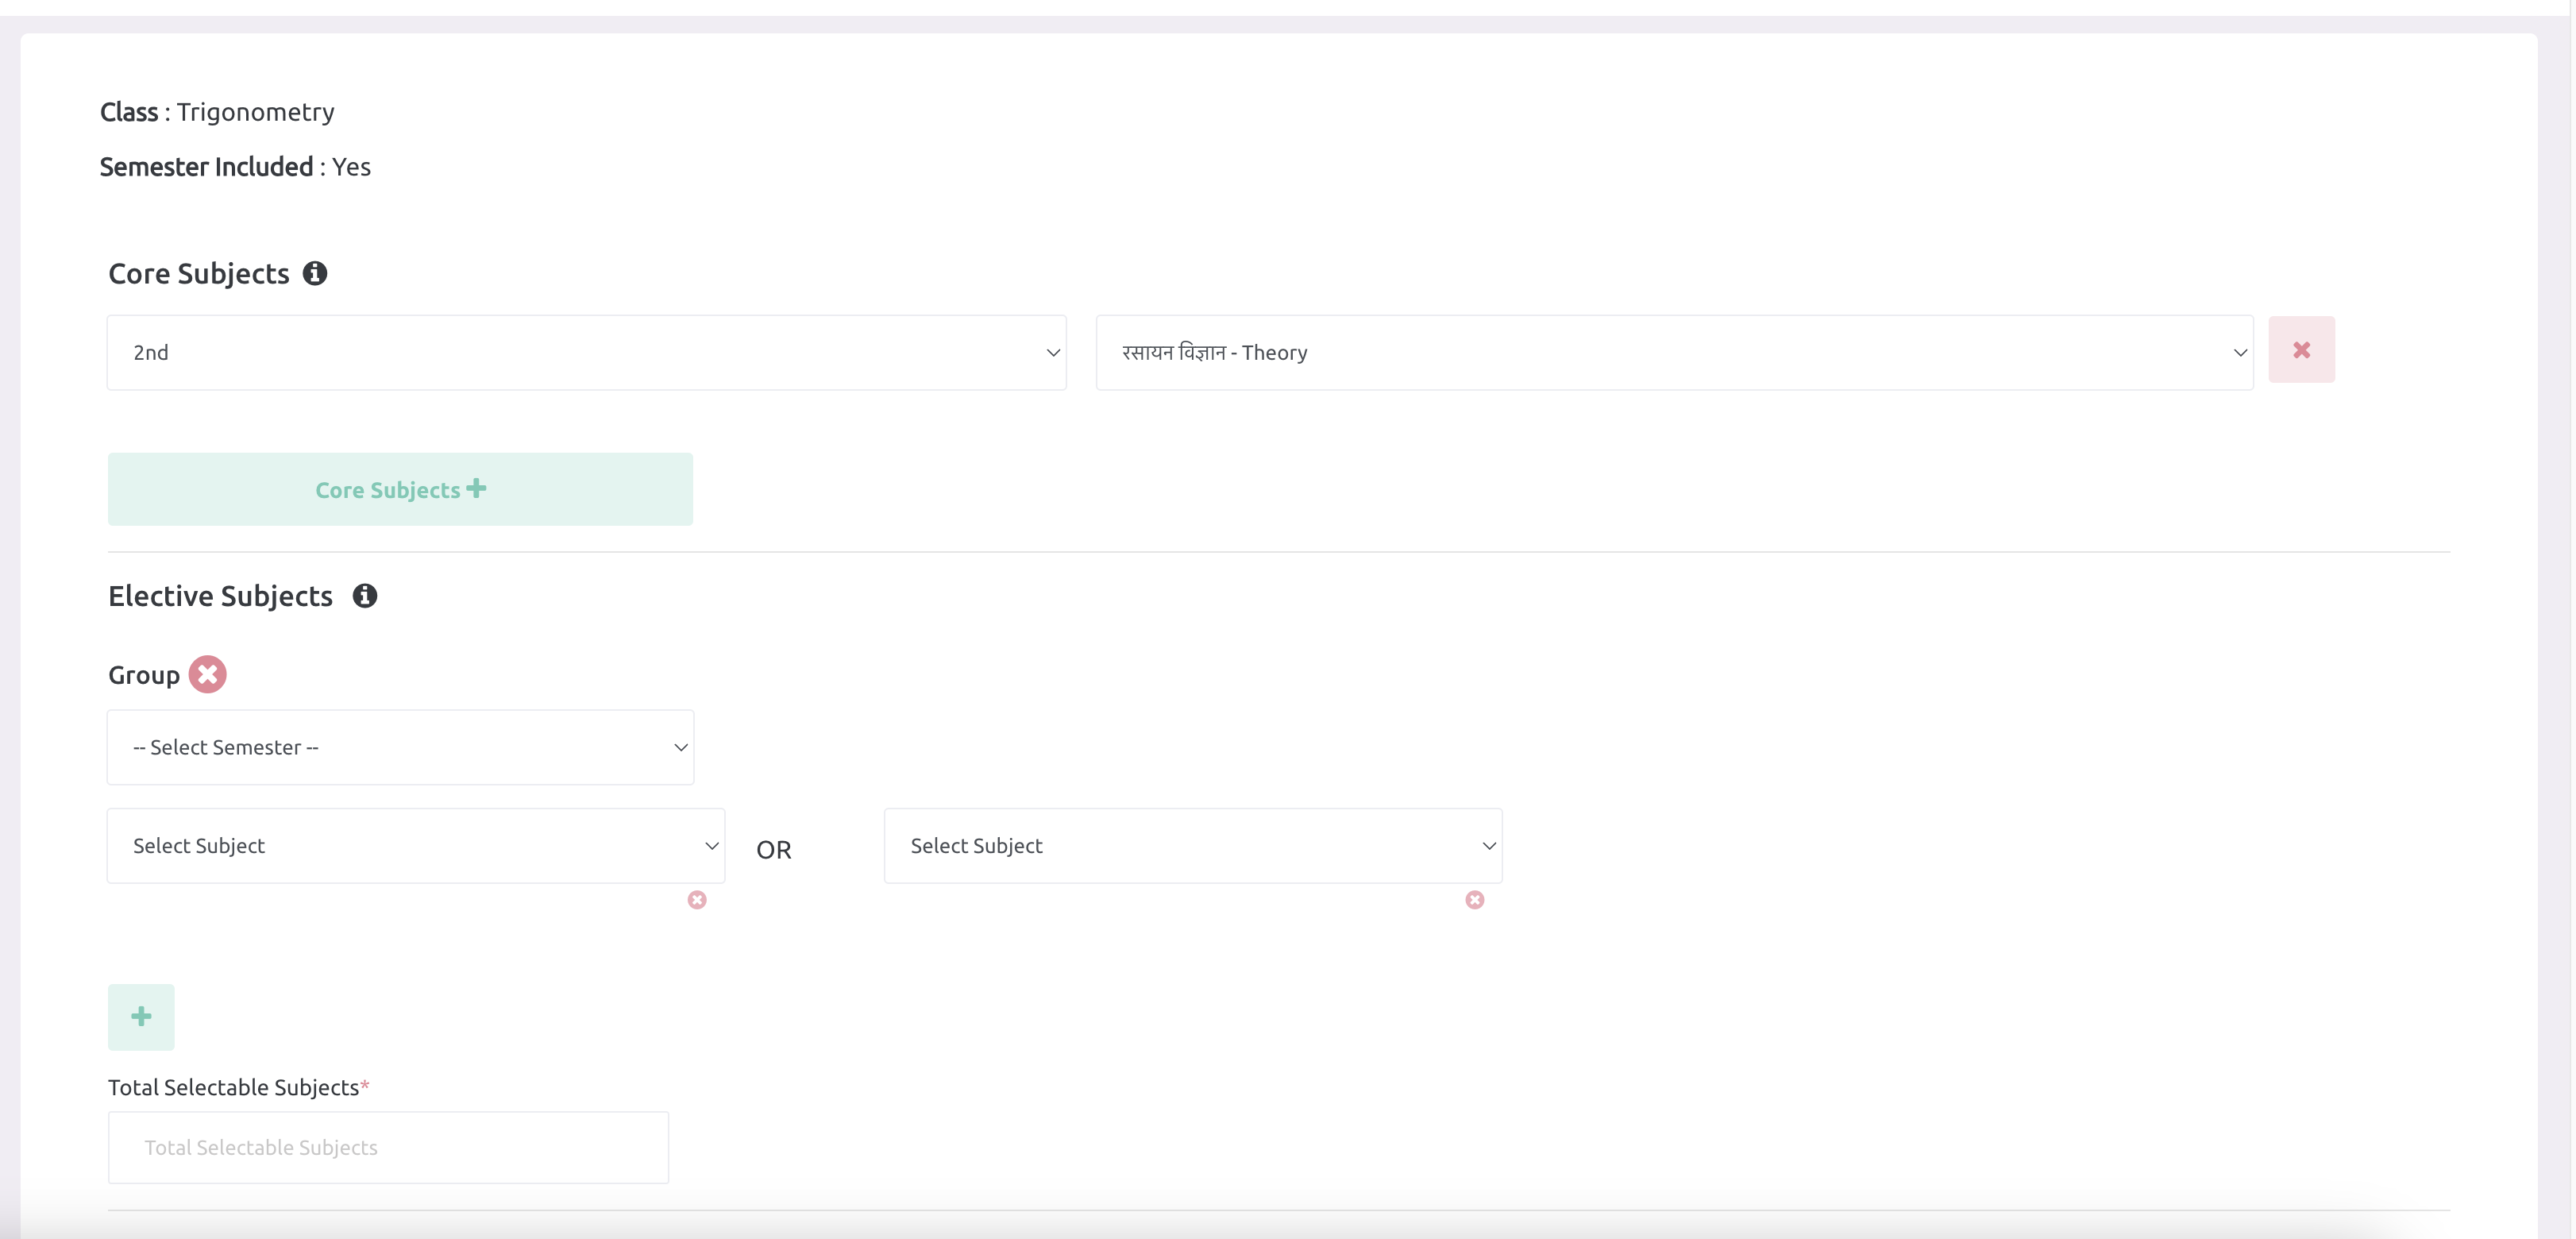 Class : Trigonometry
Semester Included : Yes
Core Subjects
2nd
रसायन विज्ञान - Theory
Core Subjects
Elective Subjects
Group
-- Select Semester --
Select Subject OR Select Subject
Total Selectable Subjects*
Total Selectable Subjects